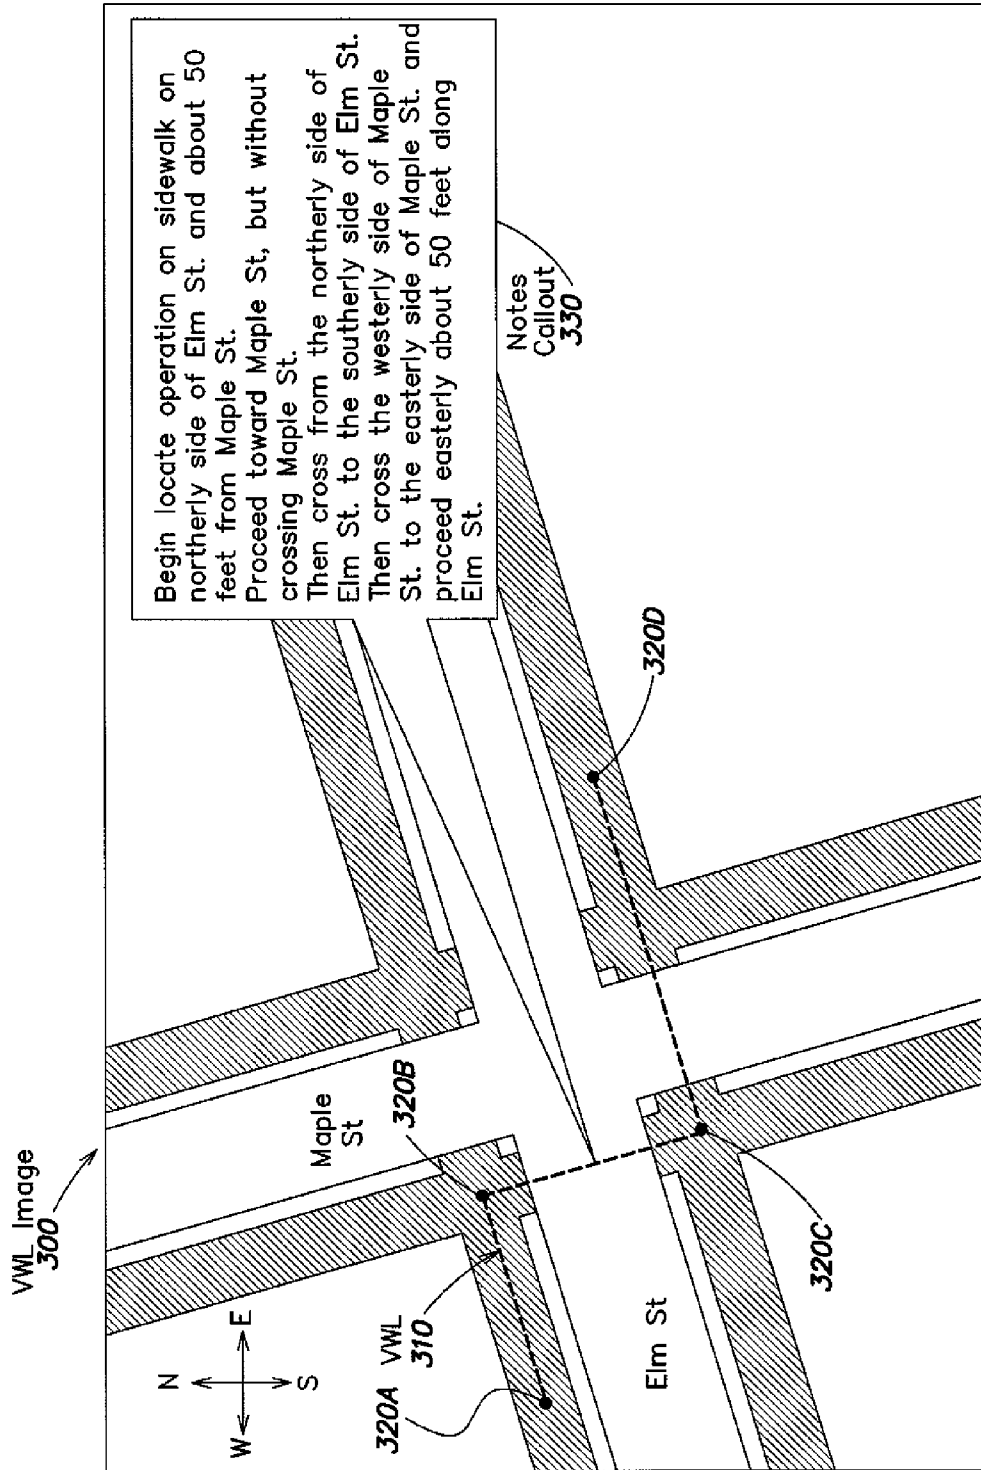 VWL Image
300
Begin locate operation on sidewalk on
northerly side of Elm St. and about 50
feet from Maple St.
Proceed toward Maple St, but without
crossing Maple St.
Then cross from the northerly side of
Elm St. to the southerly side of Elm St.
Then cross the westerly side of Maple
St. to the easterly side of Maple St. and
proceed easterly about 50 feet along
Elm St.
Notes
Callout
330
N
W
E
S
Maple
St
320B
VWL
310
320A
320D
Elm St
320C